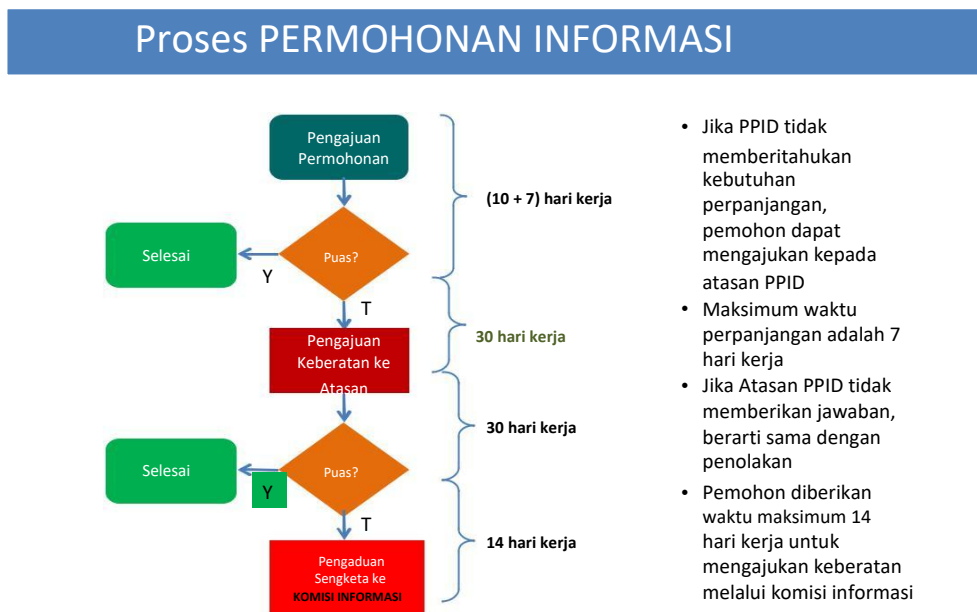 Proses PERMOHONAN INFORMASI
Pengajuan
Permohonan
(10 + 7) hari kerja
Selesai
Puas?
Y
T
Pengajuan
Keberatan ke
Atasan
30 hari kerja
30 hari kerja
Selesai
Puas?
Y
T
14 hari kerja
Pengaduan
Sengketa ke
KOMISI INFORMASI
• Jika PPID tidak
memberitahukan
kebutuhan
perpanjangan,
pemohon dapat
mengajukan kepada
atasan PPID
• Maksimum waktu
perpanjangan adalah 7
hari kerja
• Jika Atasan PPID tidak
memberikan jawaban,
berarti sama dengan
penolakan
• Pemohon diberikan
waktu maksimum 14
hari kerja untuk
mengajukan keberatan
melalui komisi informasi